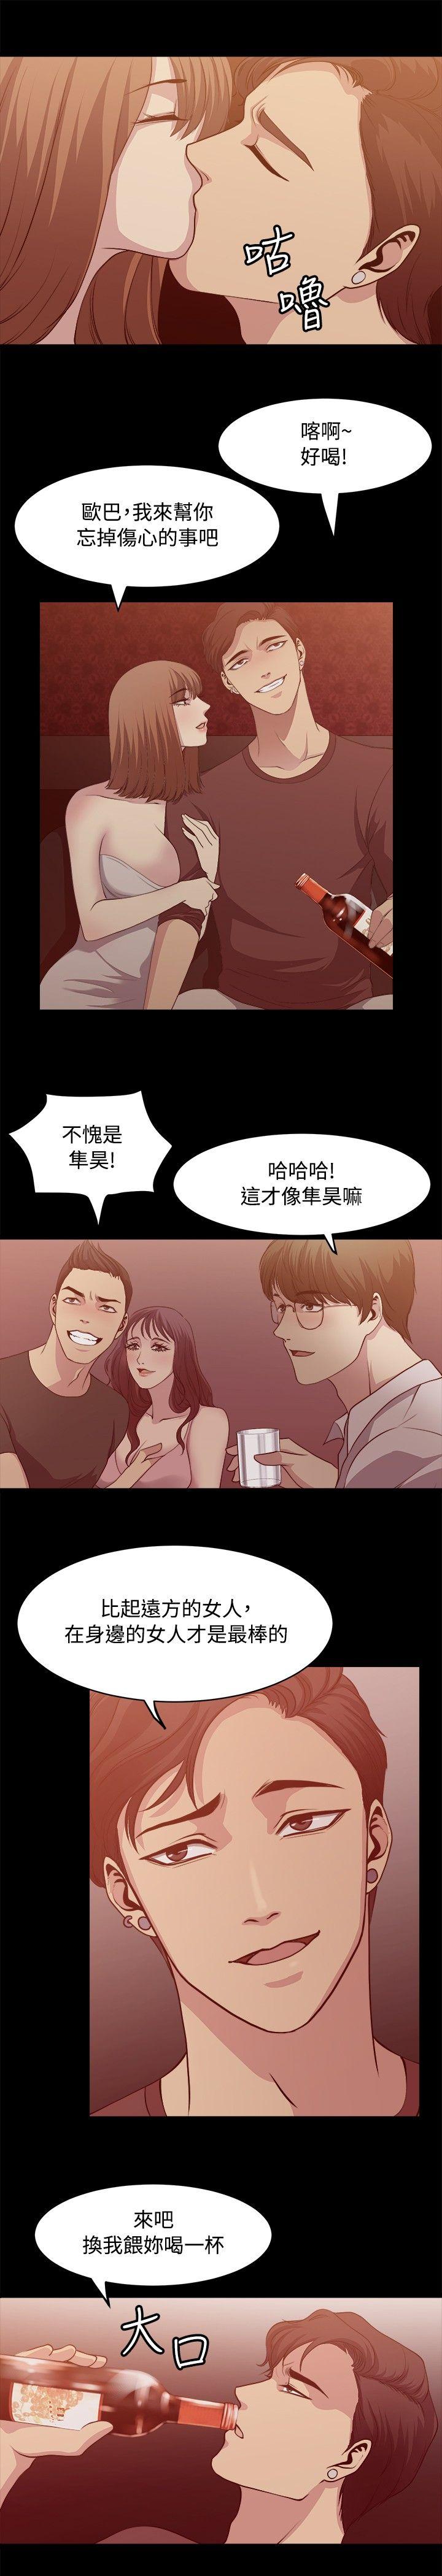 咕
嚕
喀啊~
好喝!
歐巴,我來幫你
忘掉傷心的事吧
不愧是
隼昊!
哈哈哈!
這才像隼昊嘛
比起遠方的女人,
在身邊的女人才是最棒的
來吧
換我餵妳喝一杯
大口